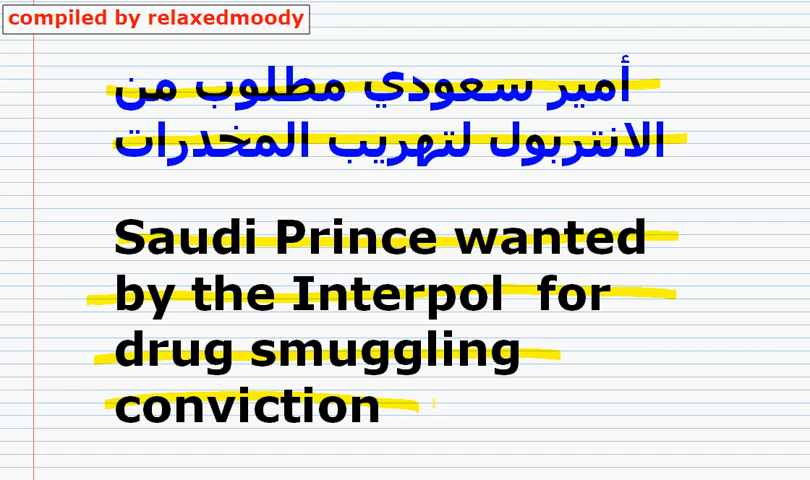 compiled by relaxedmoody
أمير سعودي مطلوب من
الانتربول لتهريب المخدرات
Saudi Prince wanted
by the Interpol for
drug smuggling
conviction